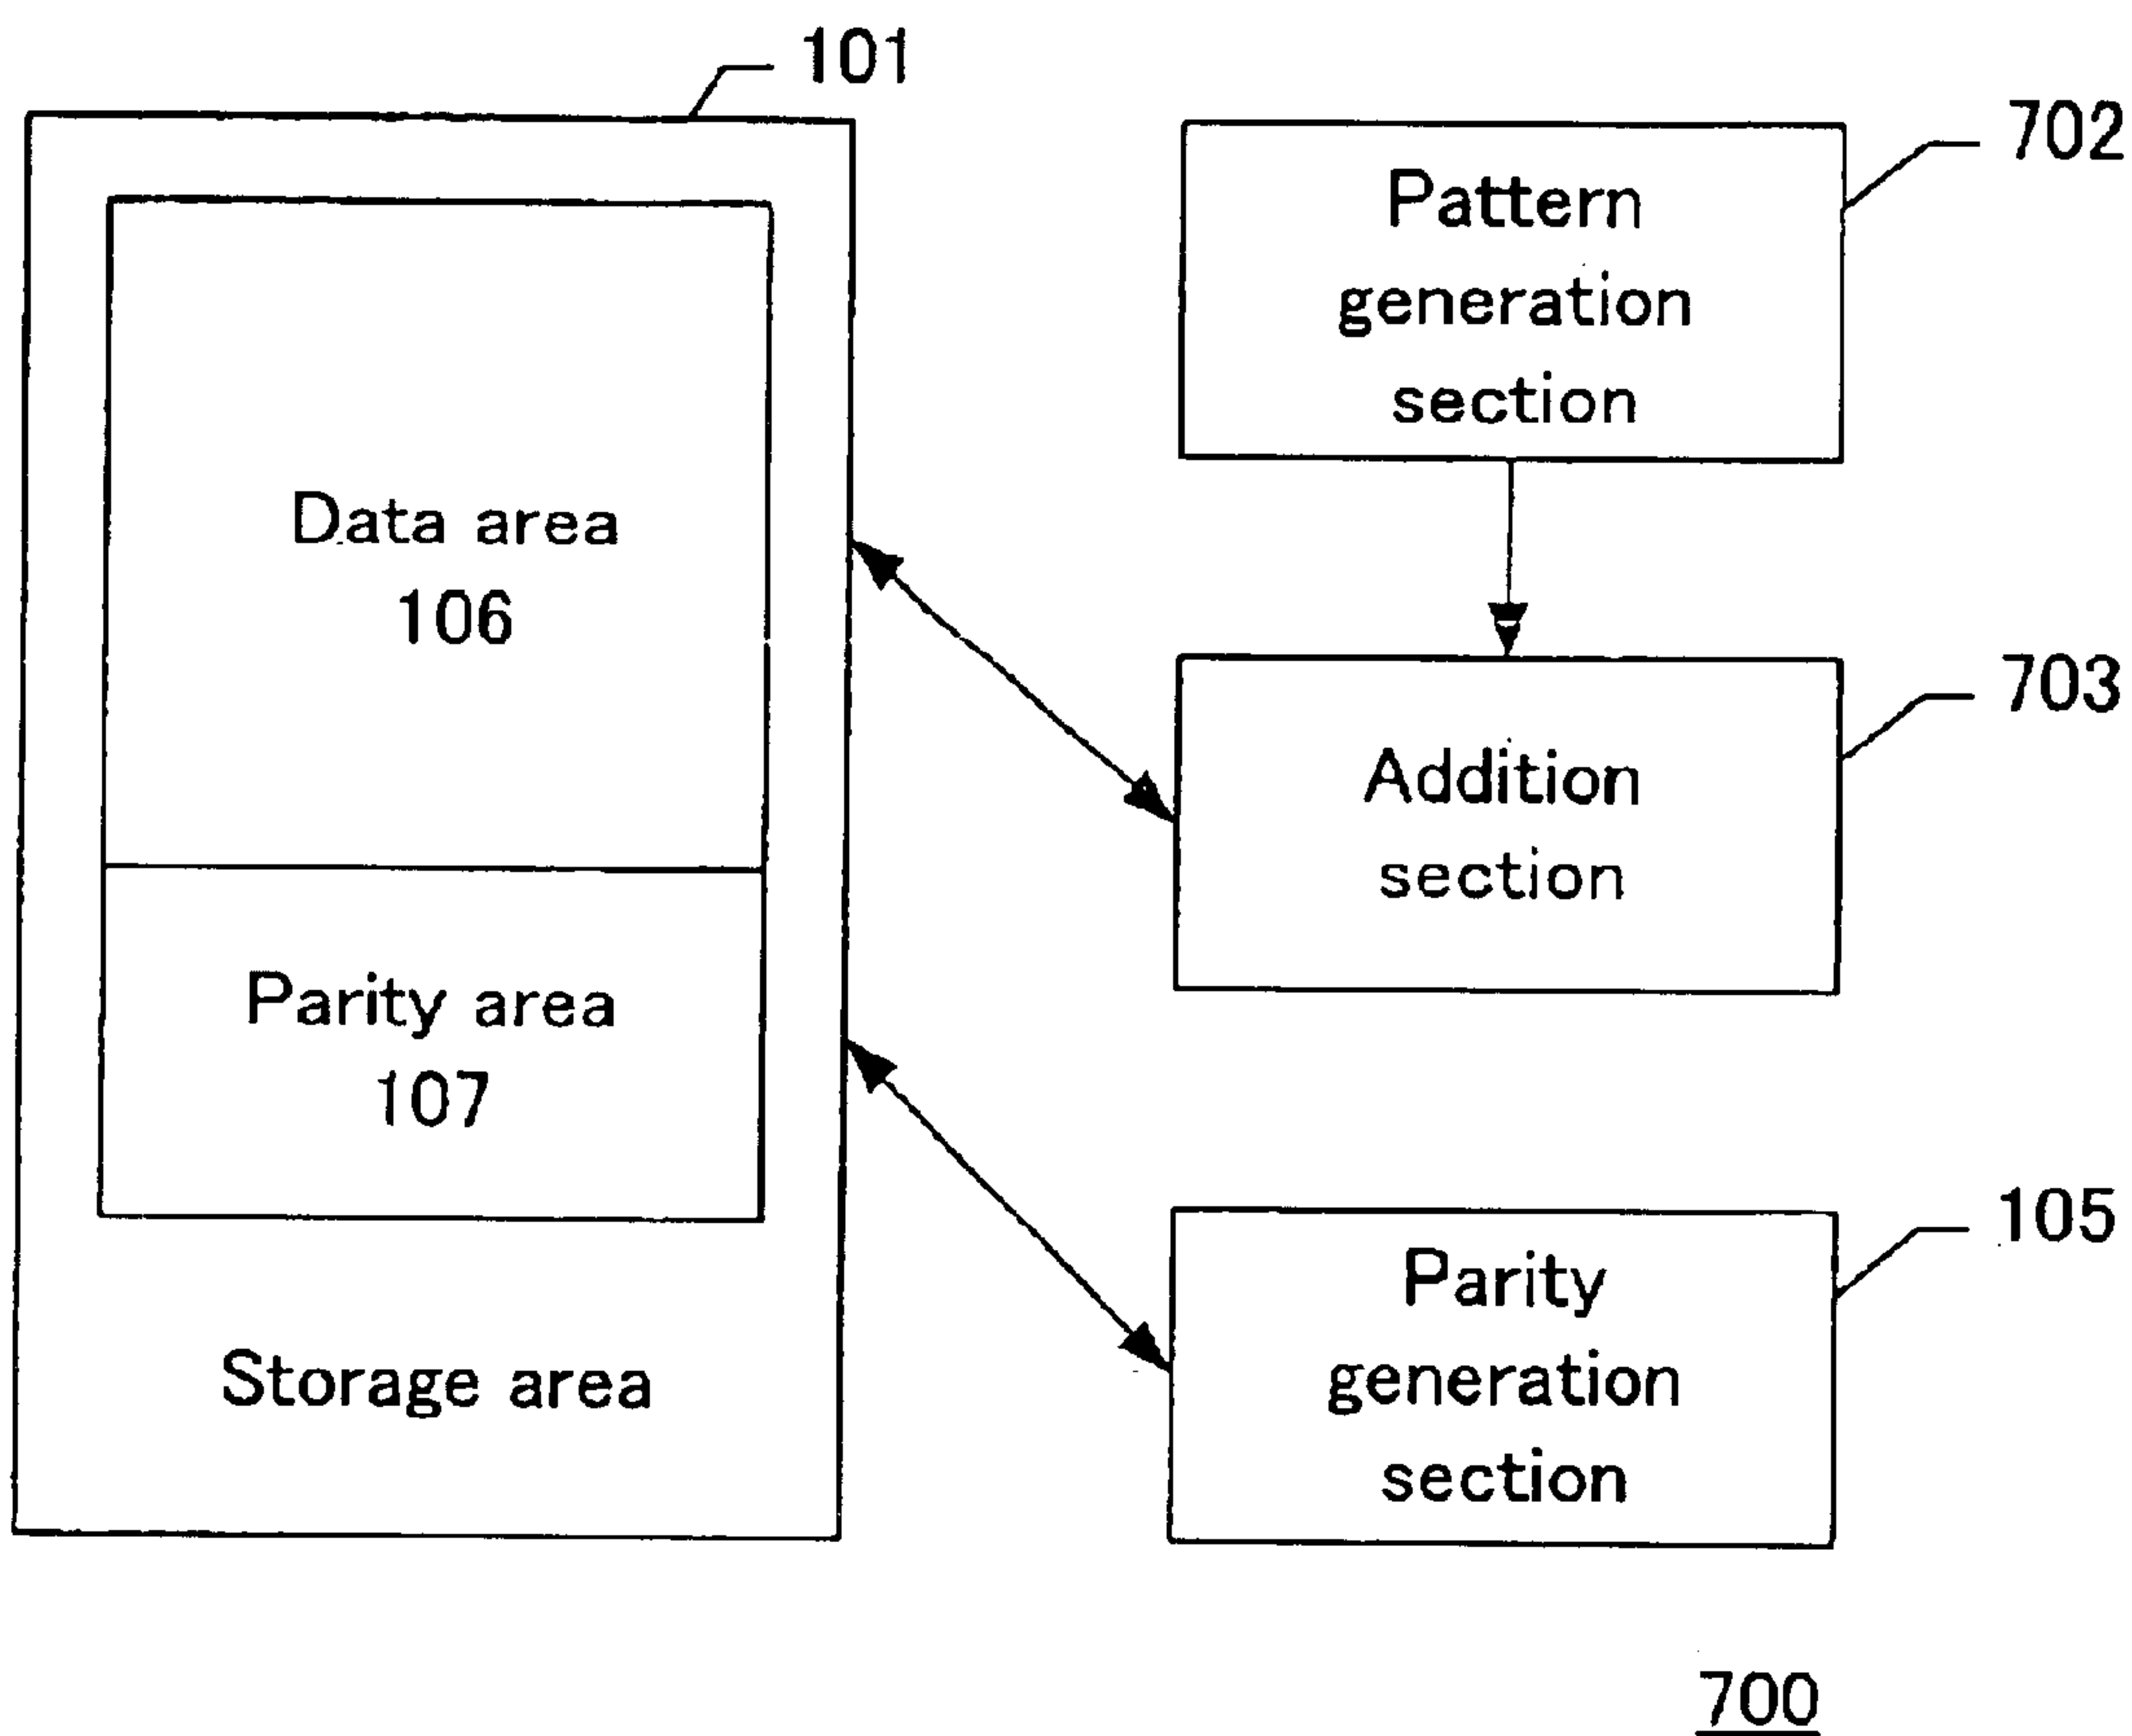 101
Data area
106
Parity area
107
Storage area
702
Pattern
generation
section
703
Addition
section
105
Parity
generation
section
700